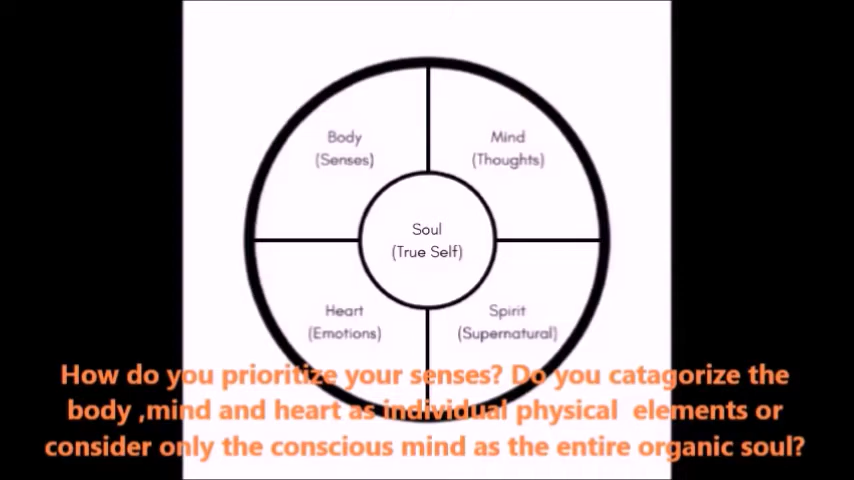 Body
(Senses)
Mind
(Thoughts)
Soul
(True Self)
Heart
(Emotions)
Spirit
(Supernatural)
How do you prioritize your senses? Do you catagorize the
body ,mind and heart as individual physical elements or
consider only the conscious mind as the entire organic soul?